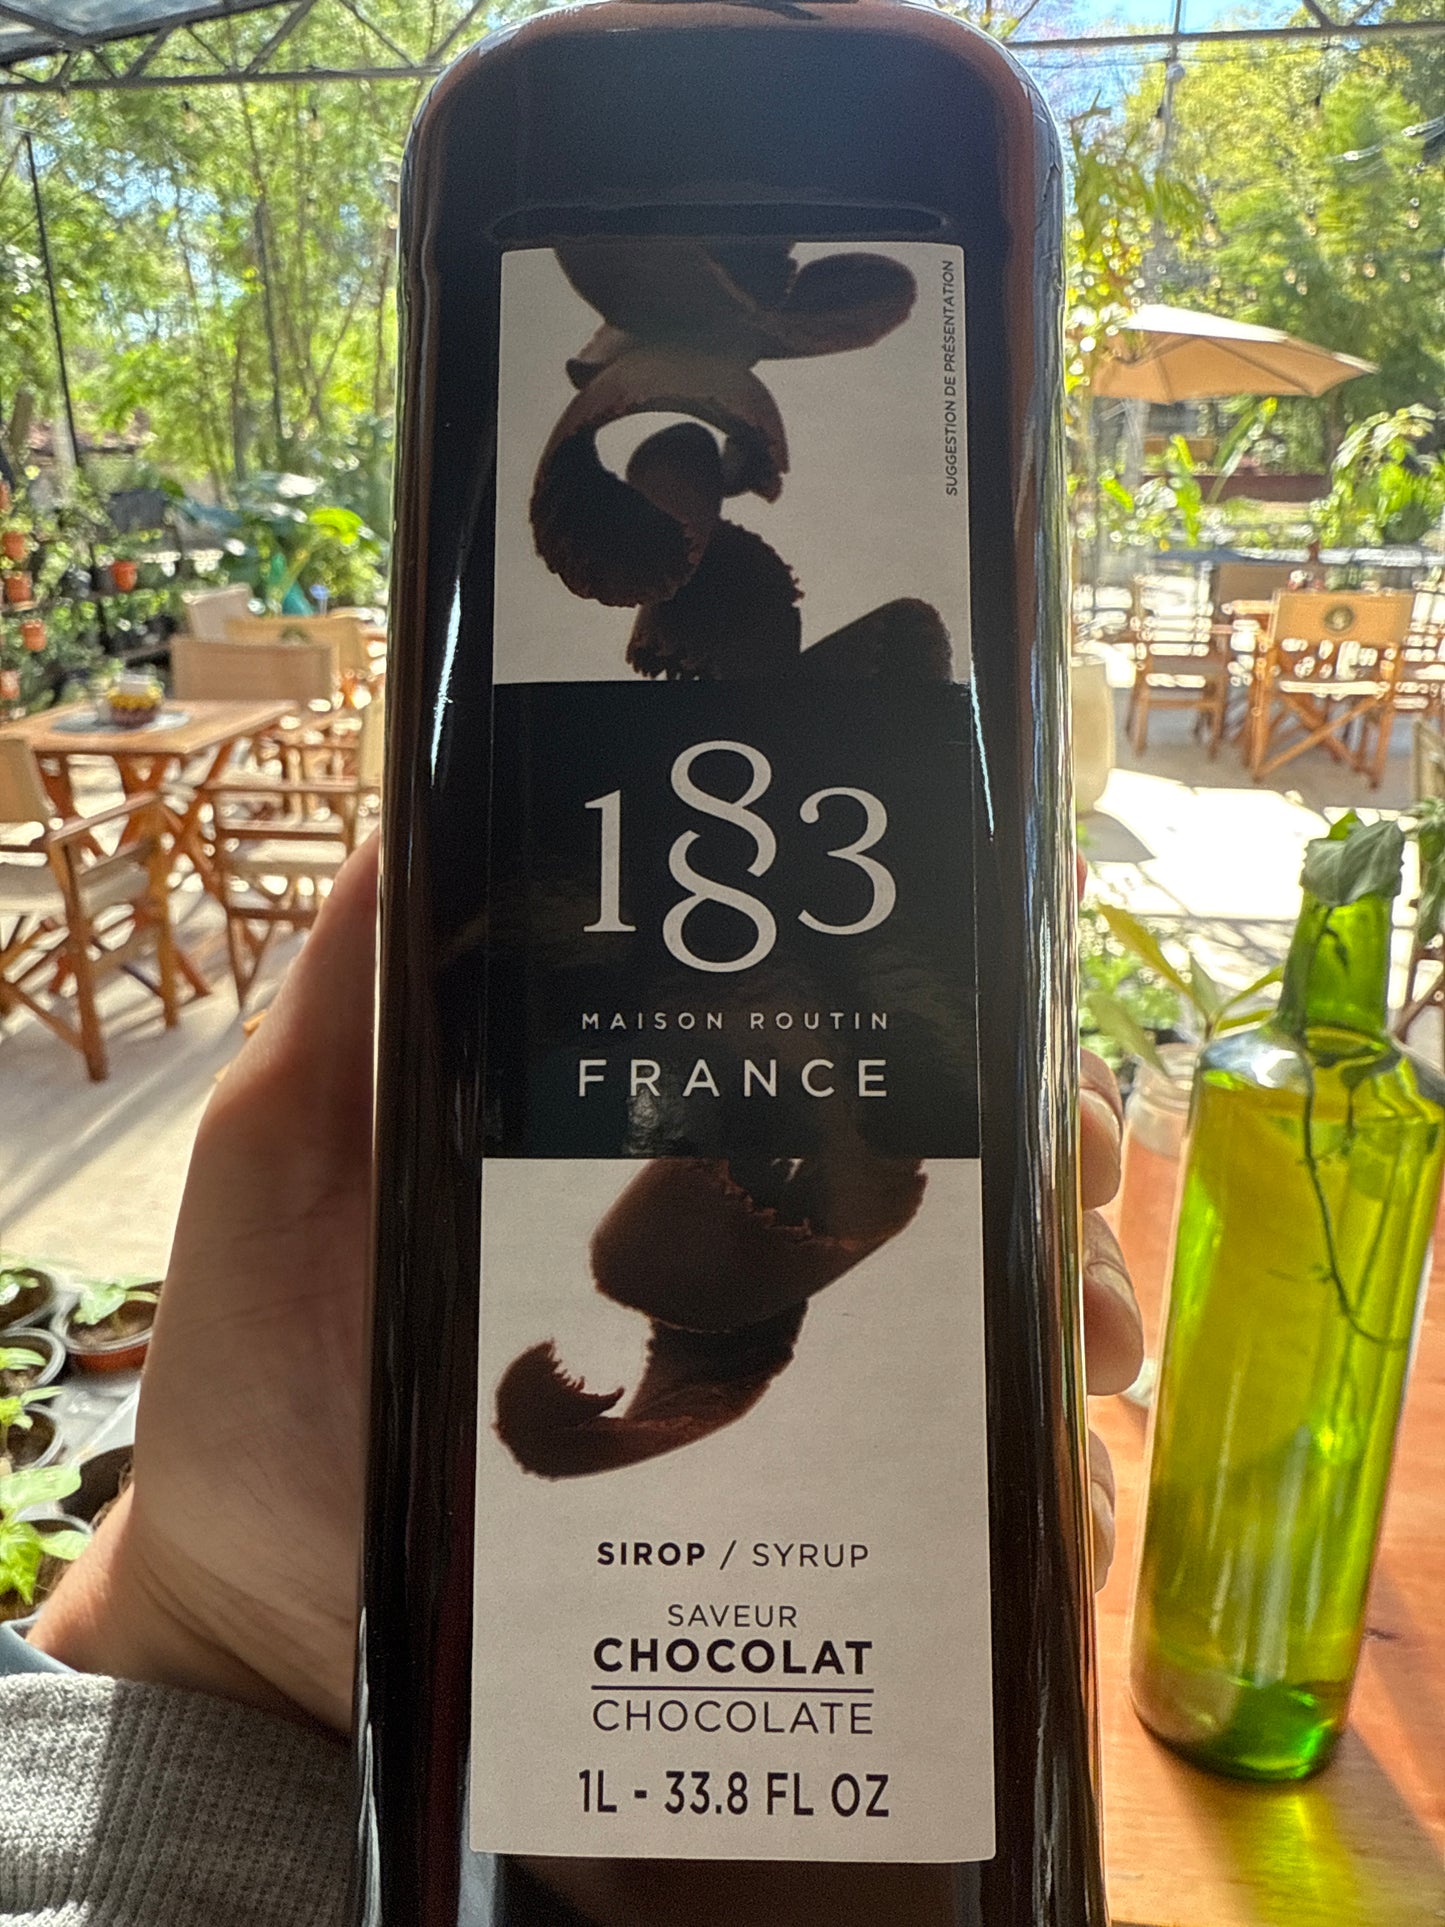 SUGGESTION DE PRÉSENTATION
1883
MAISON ROUTIN
FRANCE
SIROP / SYRUP
SAVEUR
CHOCOLAT
CHOCOLATE
1L - 33.8 FL OZ